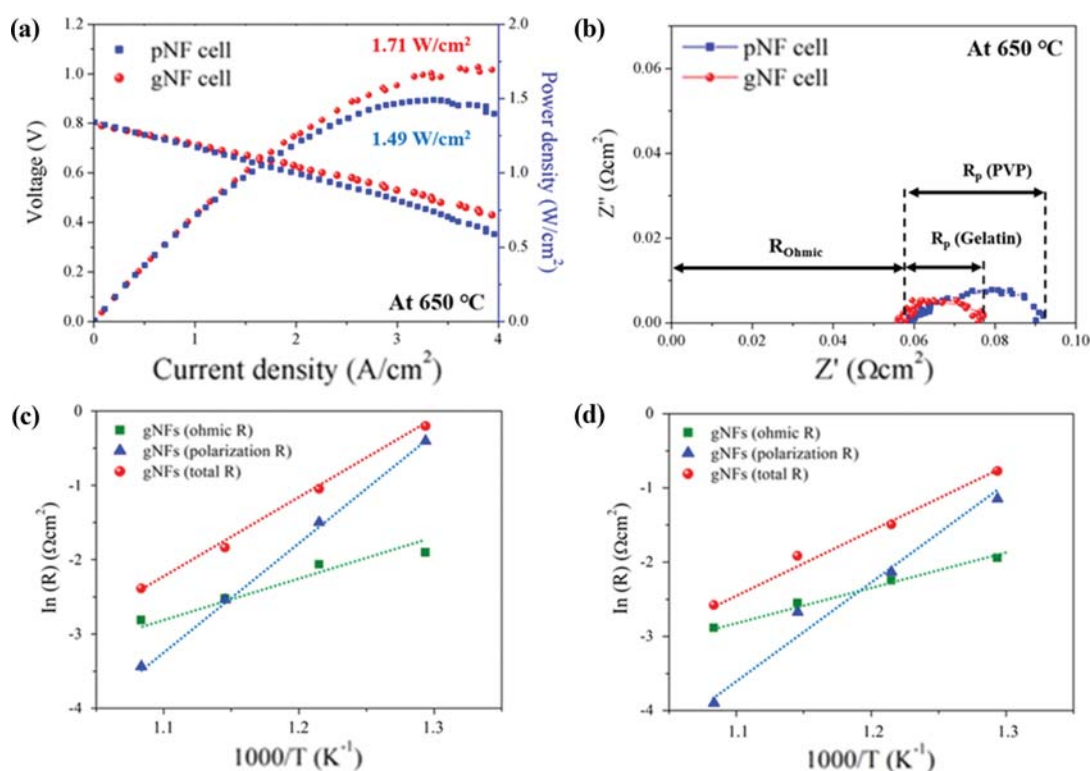 (a)
pNF cell
gNF cell
1.71 W/cm²
1.49 W/cm²
At 650 °C
Voltage (V)
1.2
1.0
0.8
0.6
0.4
0.2
0.0
Power density (W/cm²)
2.0
1.5
1.0
0.5
0.0
0 1 2 3 4
Current density (A/cm²)
(b)
pNF cell
gNF cell
At 650 °C
Rp (PVP)
Rp (Gelatin)
ROhmic
Z'' (Ωcm²)
0.06
0.04
0.02
0.00
0.00 0.02 0.04 0.06 0.08 0.10
Z' (Ωcm²)
(c)
gNFs (ohmic R)
gNFs (polarization R)
gNFs (total R)
In (R) (Ωcm²)
0
-1
-2
-3
-4
1.1 1.2 1.3
1000/T (K⁻¹)
(d)
gNFs (ohmic R)
gNFs (polarization R)
gNFs (total R)
In (R) (Ωcm²)
0
-1
-2
-3
-4
1.1 1.2 1.3
1000/T (K⁻¹)